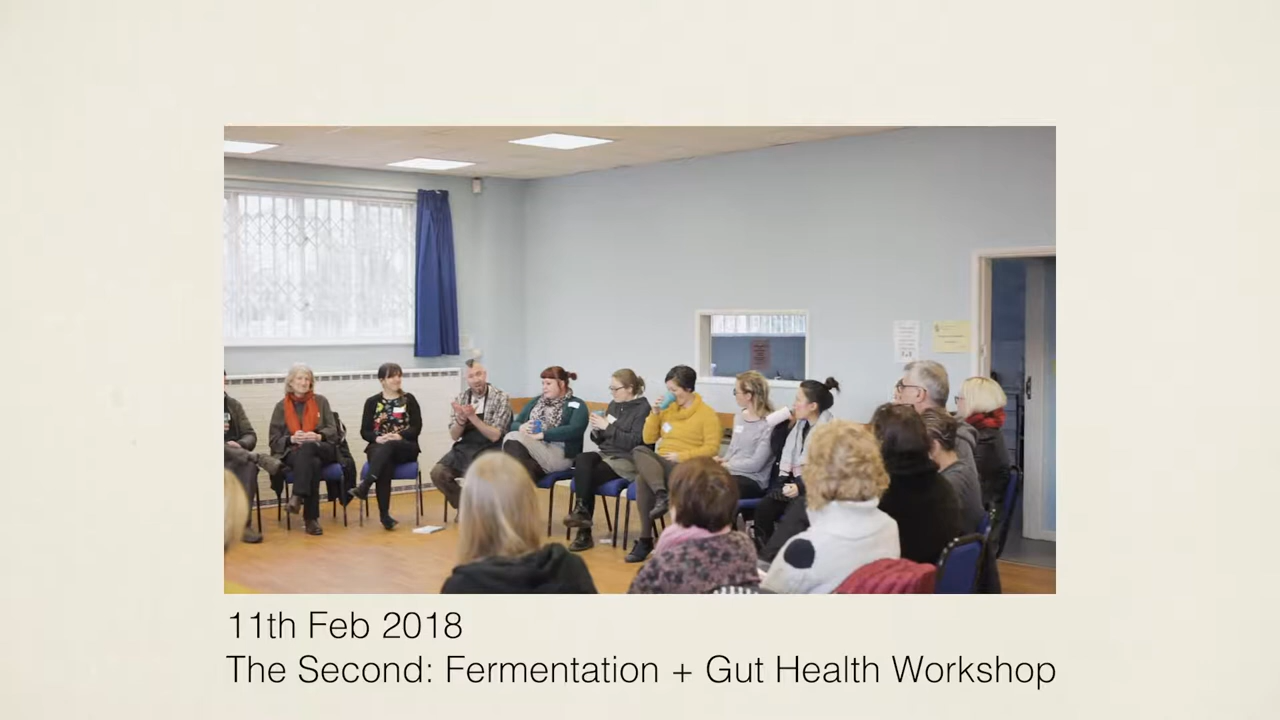 11th Feb 2018
The Second: Fermentation + Gut Health Workshop